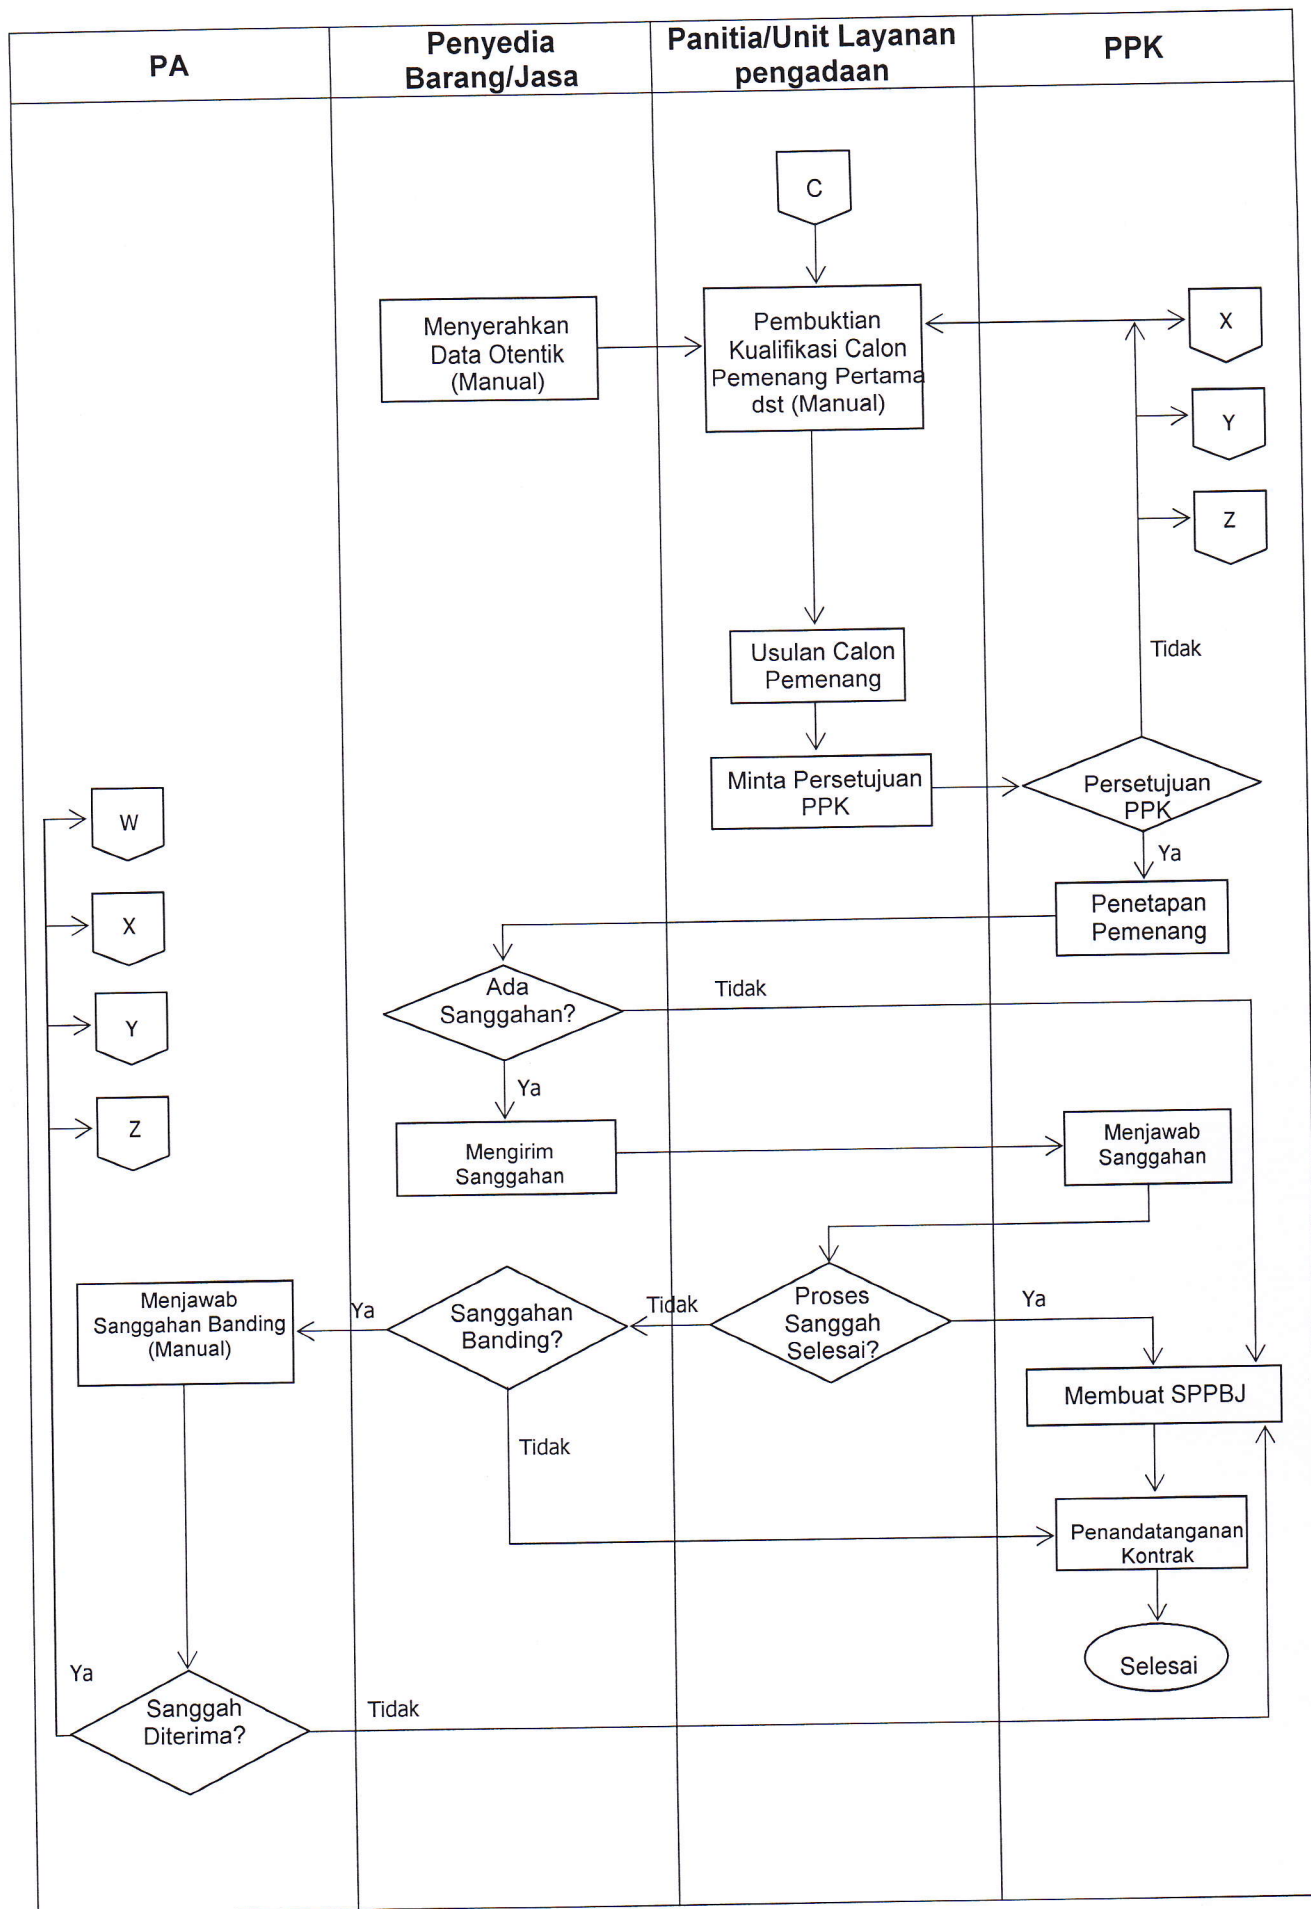 PA
Penyedia
Barang/Jasa
Panitia/Unit Layanan
pengadaan
PPK
C
Menyerahkan
Data Otentik
(Manual)
Pembuktian
Kualifikasi Calon
Pemenang Pertama
dst (Manual)
X
Y
Z
Tidak
Usulan Calon
Pemenang
Minta Persetujuan
PPK
Persetujuan
PPK
Ya
W
X
Y
Z
Penetapan
Pemenang
Ada
Sanggahan?
Tidak
Ya
Mengirim
Sanggahan
Menjawab
Sanggahan
Menjawab
Sanggahan Banding
(Manual)
Ya
Sanggahan
Banding?
Tidak
Proses
Sanggah
Selesai?
Ya
Membuat SPPBJ
Tidak
Penandatanganan
Kontrak
Selesai
Ya
Sanggah
Diterima?
Tidak